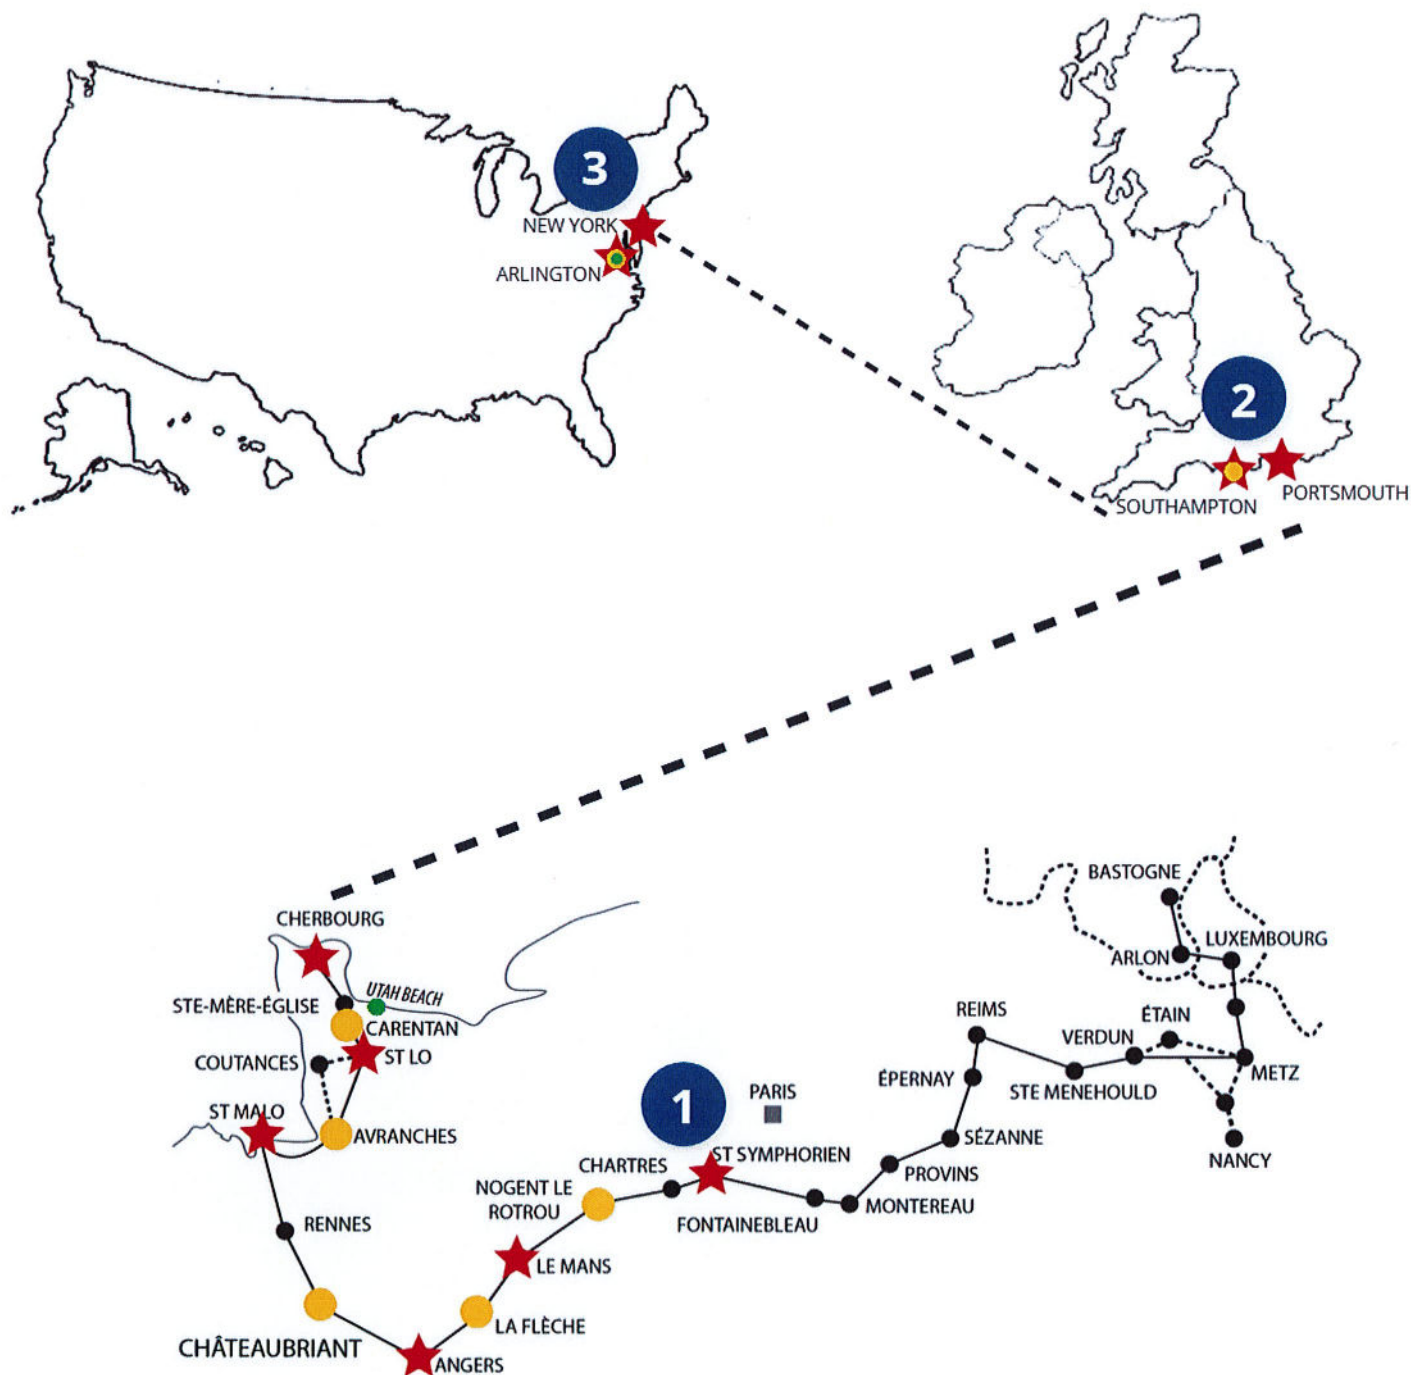 3
NEW YORK
ARLINGTON
2
SOUTHAMPTON
PORTSMOUTH
CHERBOURG
UTAH BEACH
STE-MÈRE-ÉGLISE
CARENTAN
COUTANCES
ST LO
ST MALO
AVRANCHES
RENNES
CHÂTEAUBRIANT
ANGERS
LA FLÈCHE
LE MANS
NOGENT LE
ROTROU
CHARTRES
1
PARIS
ST SYMPHORIEN
FONTAINEBLEAU
MONTEREAU
PROVINS
SÉZANNE
ÉPERNAY
REIMS
STE MENEHOULD
VERDUN
ÉTAIN
METZ
NANCY
LUXEMBOURG
ARLON
BASTOGNE